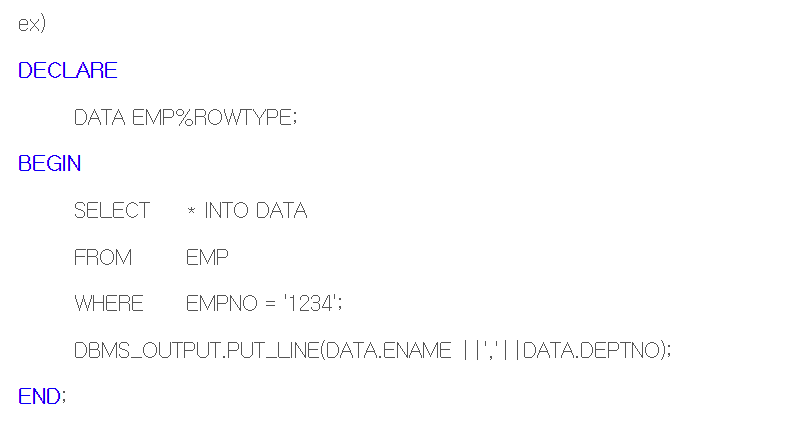 ex)
DECLARE
DATA EMP%ROWTYPE;
BEGIN
SELECT * INTO DATA
FROM EMP
WHERE EMPNO = '1234';
DBMS_OUTPUT.PUT_LINE(DATA.ENAME ||','||DATA.DEPTNO);
END;